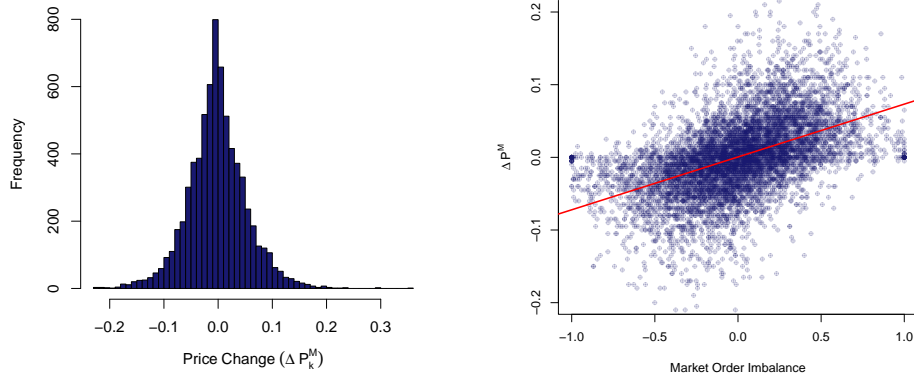 800
600
400
200
0
Frequency
−0.2 −0.1 0.0 0.1 0.2 0.3
Price Change (Δ P_k^M)
0.2
0.1
0.0
−0.1
−0.2
Δ P^M
−1.0 −0.5 0.0 0.5 1.0
Market Order Imbalance